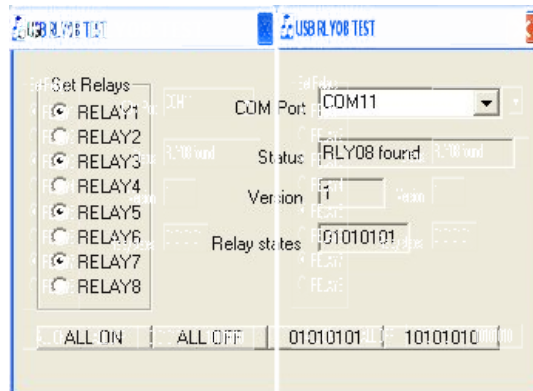 USB RLY08 TEST
USB RLY08 TEST
Set Relays
RELAY1
RELAY2
RELAY3
RELAY4
RELAY5
RELAY6
RELAY7
RELAY8
COM Port COM11
Status RLY08 found
Version 1
Relay states 01010101
ALL ON ALL OFF 01010101 10101010